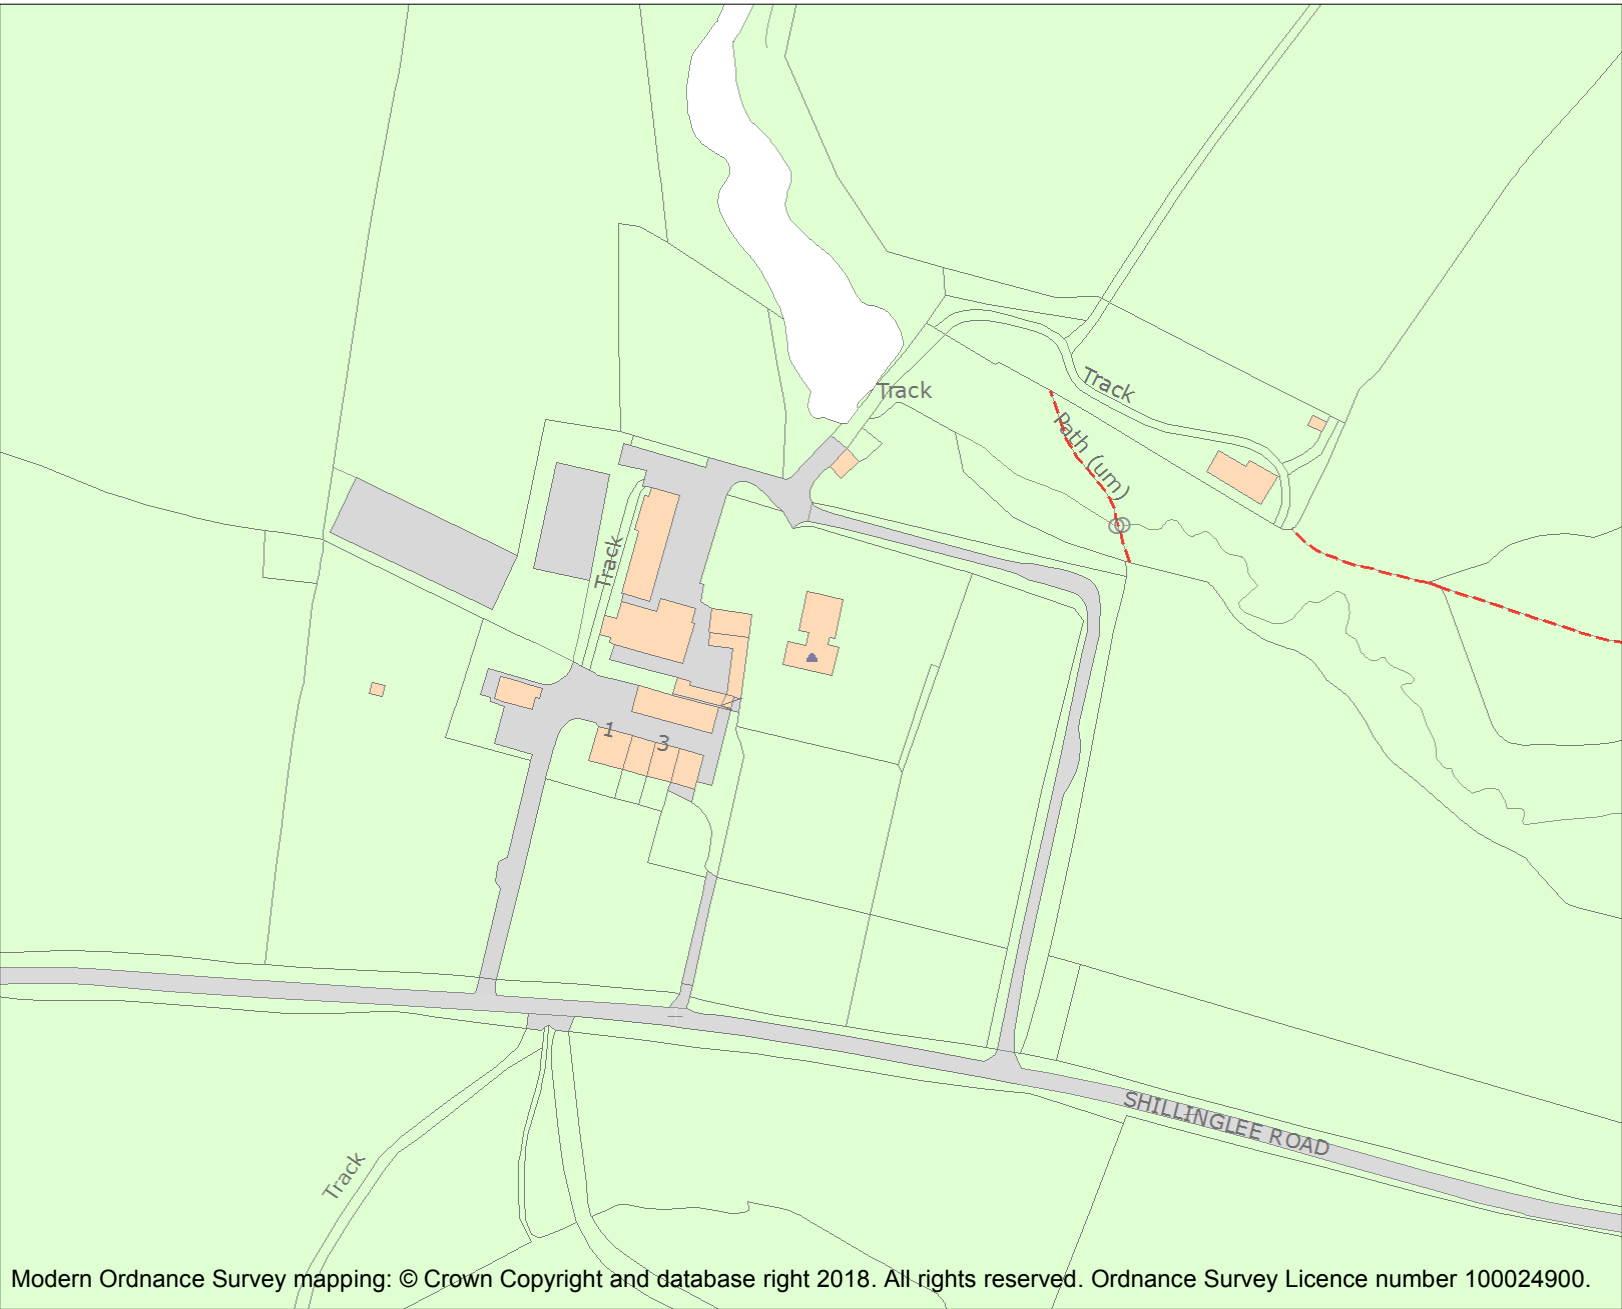 Track
Track
Path (um)
Track
1
3
SHILLINGLEE ROAD
Track
Modern Ordnance Survey mapping: © Crown Copyright and database right 2018. All rights reserved. Ordnance Survey Licence number 100024900.